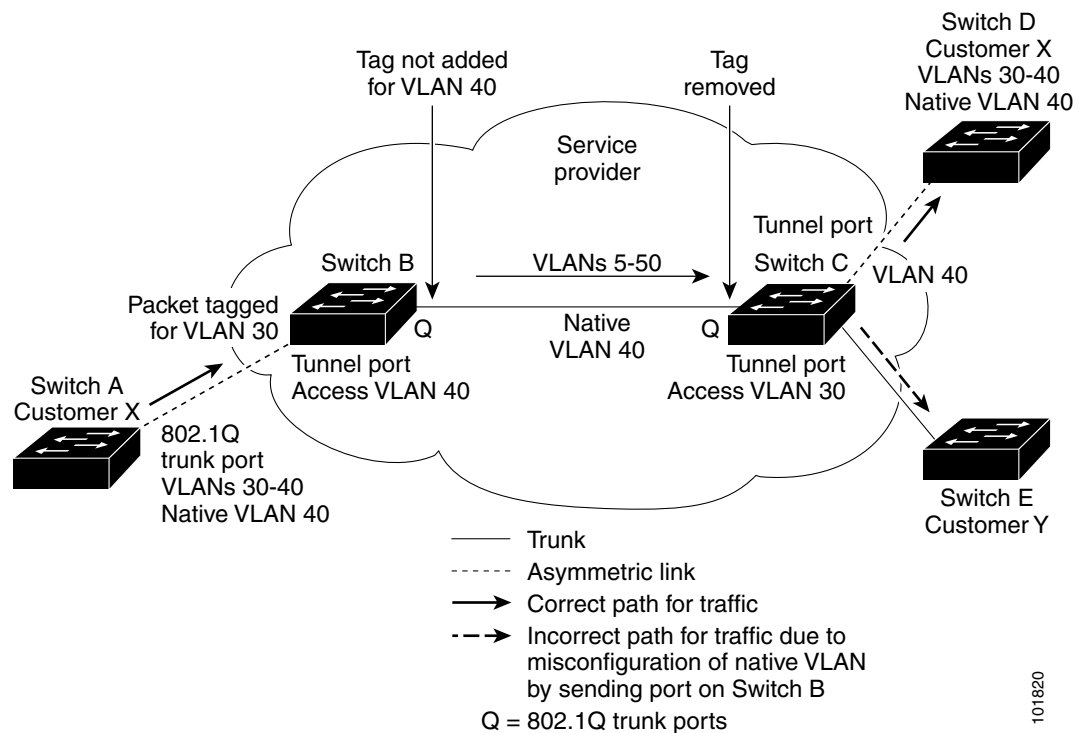 Tag not added
for VLAN 40
Tag
removed
Switch D
Customer X
VLANs 30-40
Native VLAN 40
Service
provider
Tunnel port
Switch B
VLANs 5-50
Switch C
VLAN 40
Packet tagged
for VLAN 30
Q
Native
VLAN 40
Q
Tunnel port
Access VLAN 40
Tunnel port
Access VLAN 30
Switch A
Customer X
802.1Q
trunk port
VLANs 30-40
Native VLAN 40
Switch E
Customer Y
Trunk
Asymmetric link
Correct path for traffic
Incorrect path for traffic due to
misconfiguration of native VLAN
by sending port on Switch B
Q = 802.1Q trunk ports
101820